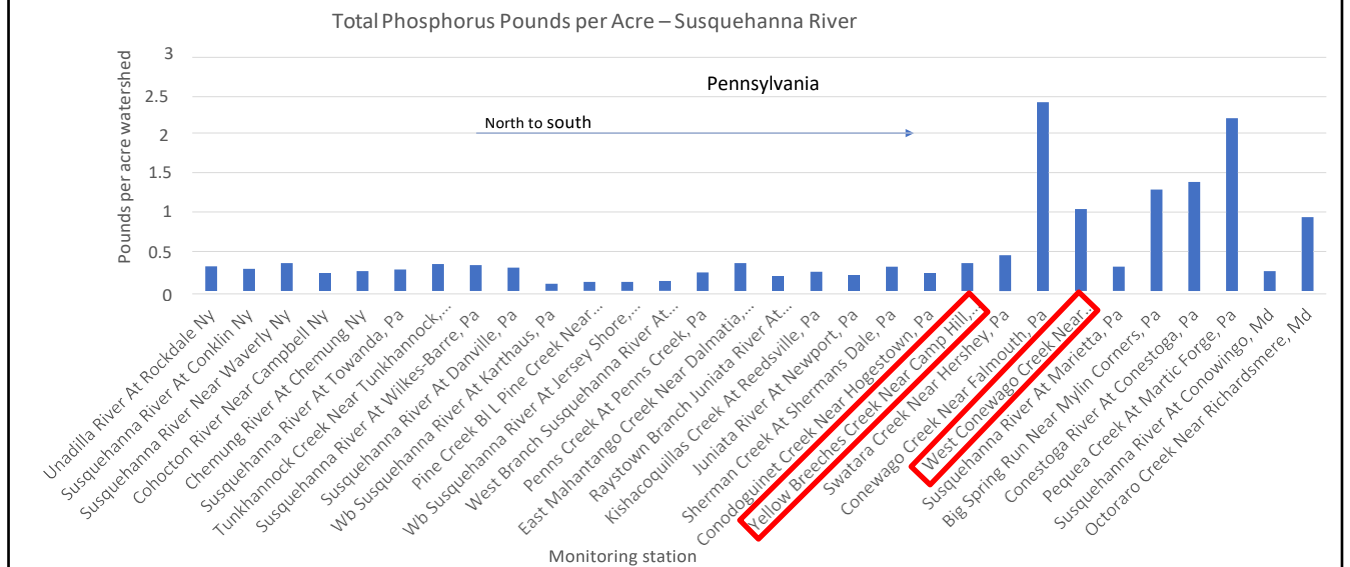 Total Phosphorus Pounds per Acre – Susquehanna River
Pounds per acre watershed
3
2.5
2
1.5
1
0.5
0
Pennsylvania
North to south
Unadilla River At Rockdale Ny
Susquehanna River At Conklin Ny
Susquehanna River Near Waverly Ny
Cohocton River Near Campbell Ny
Chemung River At Chemung Ny
Susquehanna River At Towanda, Pa
Tunkhannock Creek Near Tunkhannock,...
Susquehanna River At Wilkes-Barre, Pa
Susquehanna River At Danville, Pa
Wb Susquehanna River At Karthaus, Pa
Pine Creek Bl L Pine Creek Near...
Wb Susquehanna River At Jersey Shore,...
West Branch Susquehanna River At...
Penns Creek At Penns Creek, Pa
East Mahantango Creek Near Dalmatia,...
Raystown Branch Juniata River At...
Kishacoquillas Creek At Reedsville, Pa
Juniata River At Newport, Pa
Sherman Creek At Shermans Dale, Pa
Conodoguinet Creek Near Hogestown, Pa
Yellow Breeches Creek Near Camp Hill,...
Swatara Creek Near Hershey, Pa
Conewago Creek Near Falmouth, Pa
West Conewago Creek Near...
Susquehanna River At Marietta, Pa
Big Spring Run Near Mylin Corners, Pa
Conestoga River At Conestoga, Pa
Pequea Creek At Martic Forge, Pa
Susquehanna River At Conowingo, Md
Octoraro Creek Near Richardsmere, Md
Monitoring station